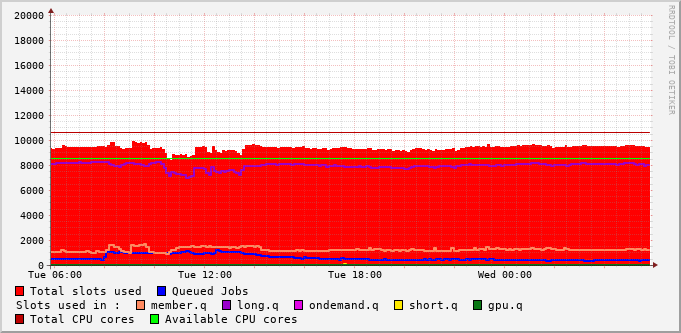 RRDTOOL / TOBI OETIKER
20000
18000
16000
14000
12000
10000
8000
6000
4000
2000
0
Tue 06:00 Tue 12:00 Tue 18:00 Wed 00:00
Total slots used Queued Jobs
Slots used in : member.q long.q ondemand.q short.q gpu.q
Total CPU cores Available CPU cores